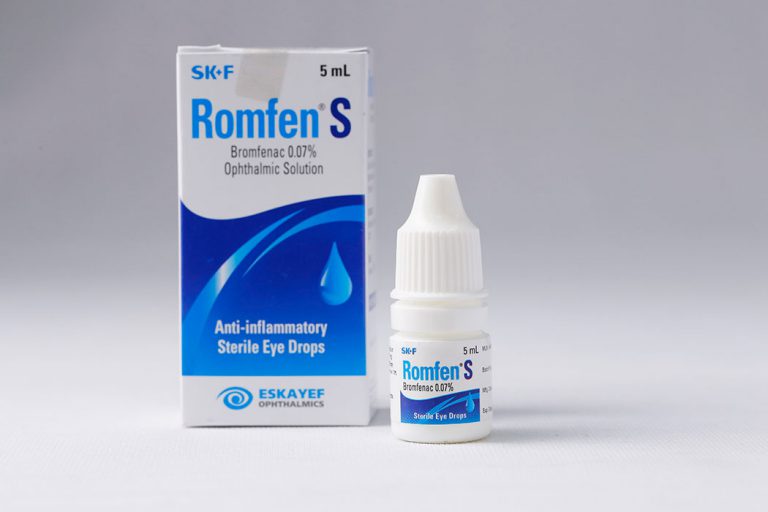 SK+F
5 mL
Romfen® S
Bromfenac 0.07%
Ophthalmic Solution
Anti-inflammatory
Sterile Eye Drops
ESKAYEF
OPHTHALMICS
SK+F
5 mL
Romfen® S
Bromfenac 0.07%
Sterile Eye Drops